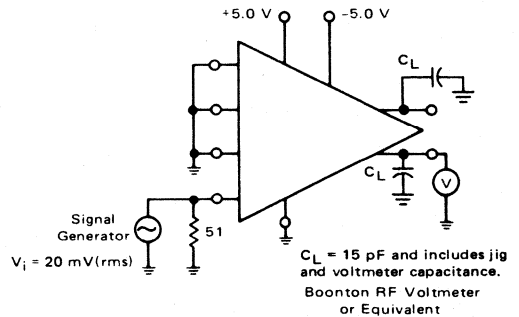 +5.0 V
-5.0 V
CL
CL
V
51
Signal
Generator
Vi = 20 mV(rms)
CL = 15 pF and includes jig
and voltmeter capacitance.
Boonton RF Voltmeter
or Equivalent